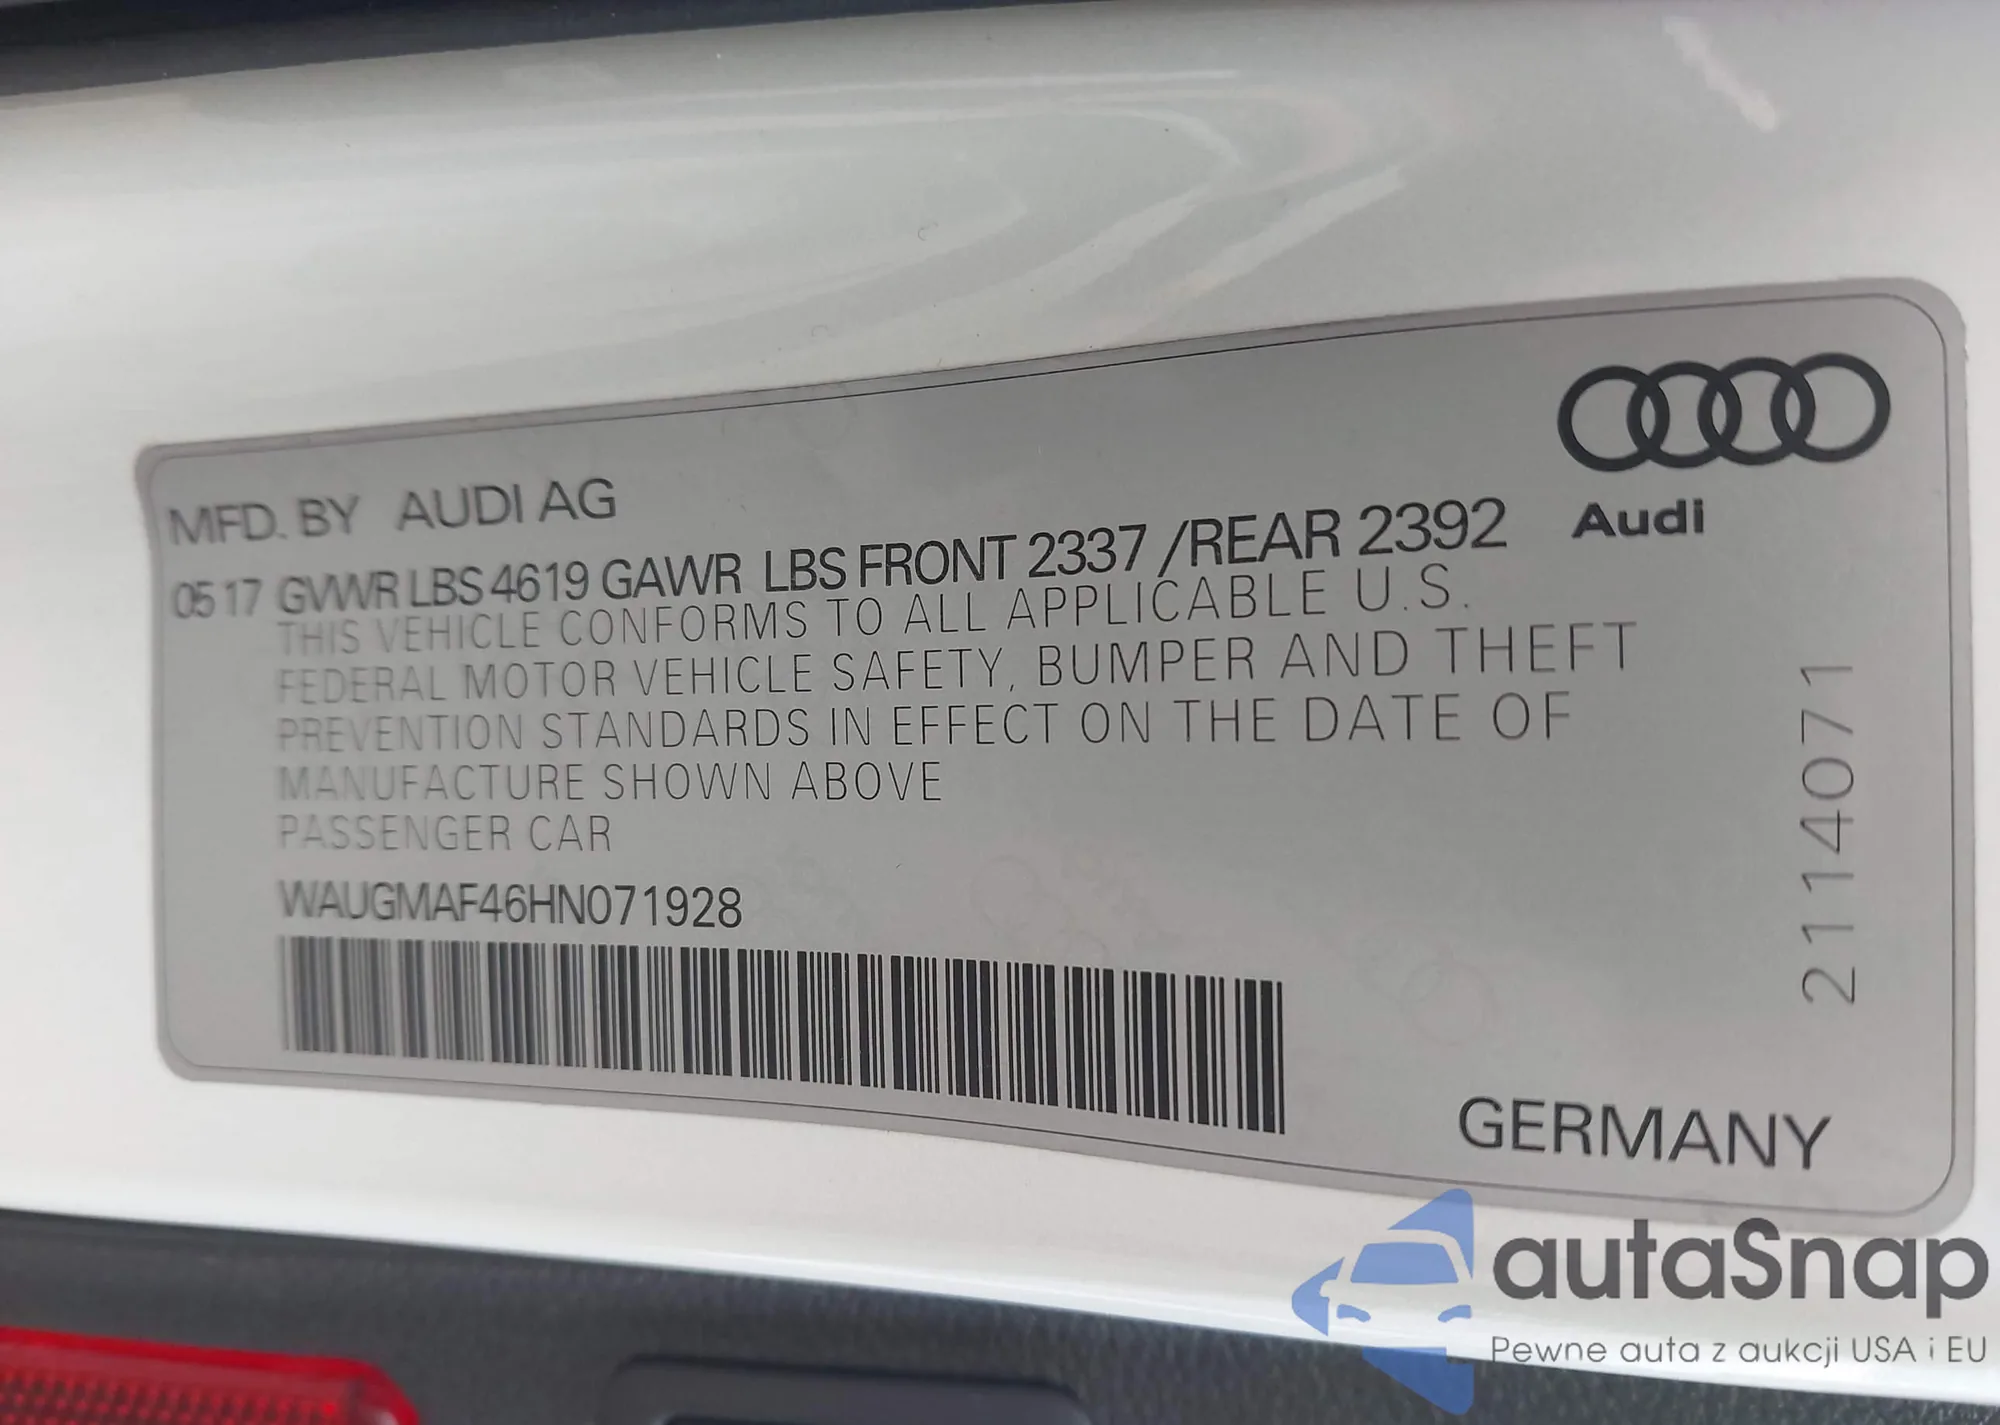 MFD. BY AUDI AG
05 17 GVWR LBS 4619 GAWR LBS FRONT 2337 /REAR 2392
THIS VEHICLE CONFORMS TO ALL APPLICABLE U.S.
FEDERAL MOTOR VEHICLE SAFETY, BUMPER AND THEFT
PREVENTION STANDARDS IN EFFECT ON THE DATE OF
MANUFACTURE SHOWN ABOVE
PASSENGER CAR
WAUGMAF46HN071928
Audi
2114071
GERMANY
autaSnap
Pewne auta z aukcji USA i EU